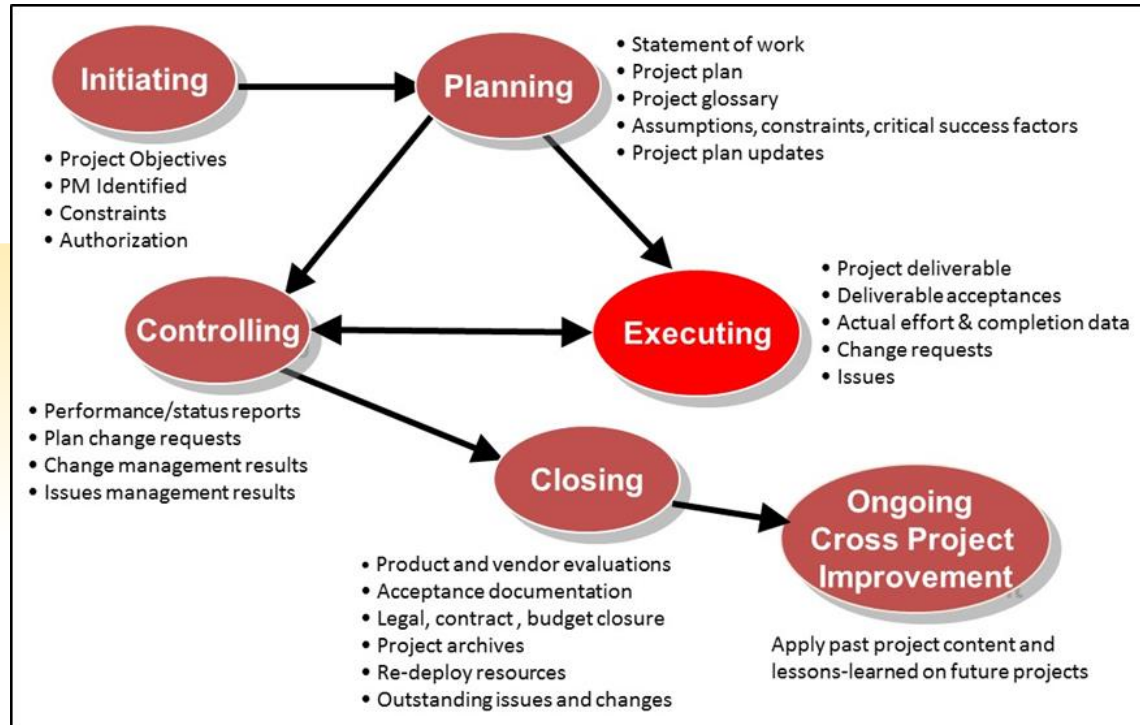 Initiating
• Project Objectives
• PM Identified
• Constraints
• Authorization
Planning
• Statement of work
• Project plan
• Project glossary
• Assumptions, constraints, critical success factors
• Project plan updates
Controlling
• Performance/status reports
• Plan change requests
• Change management results
• Issues management results
Executing
• Project deliverable
• Deliverable acceptances
• Actual effort & completion data
• Change requests
• Issues
Closing
• Product and vendor evaluations
• Acceptance documentation
• Legal, contract , budget closure
• Project archives
• Re-deploy resources
• Outstanding issues and changes
Ongoing
Cross Project
Improvement
Apply past project content and
lessons-learned on future projects